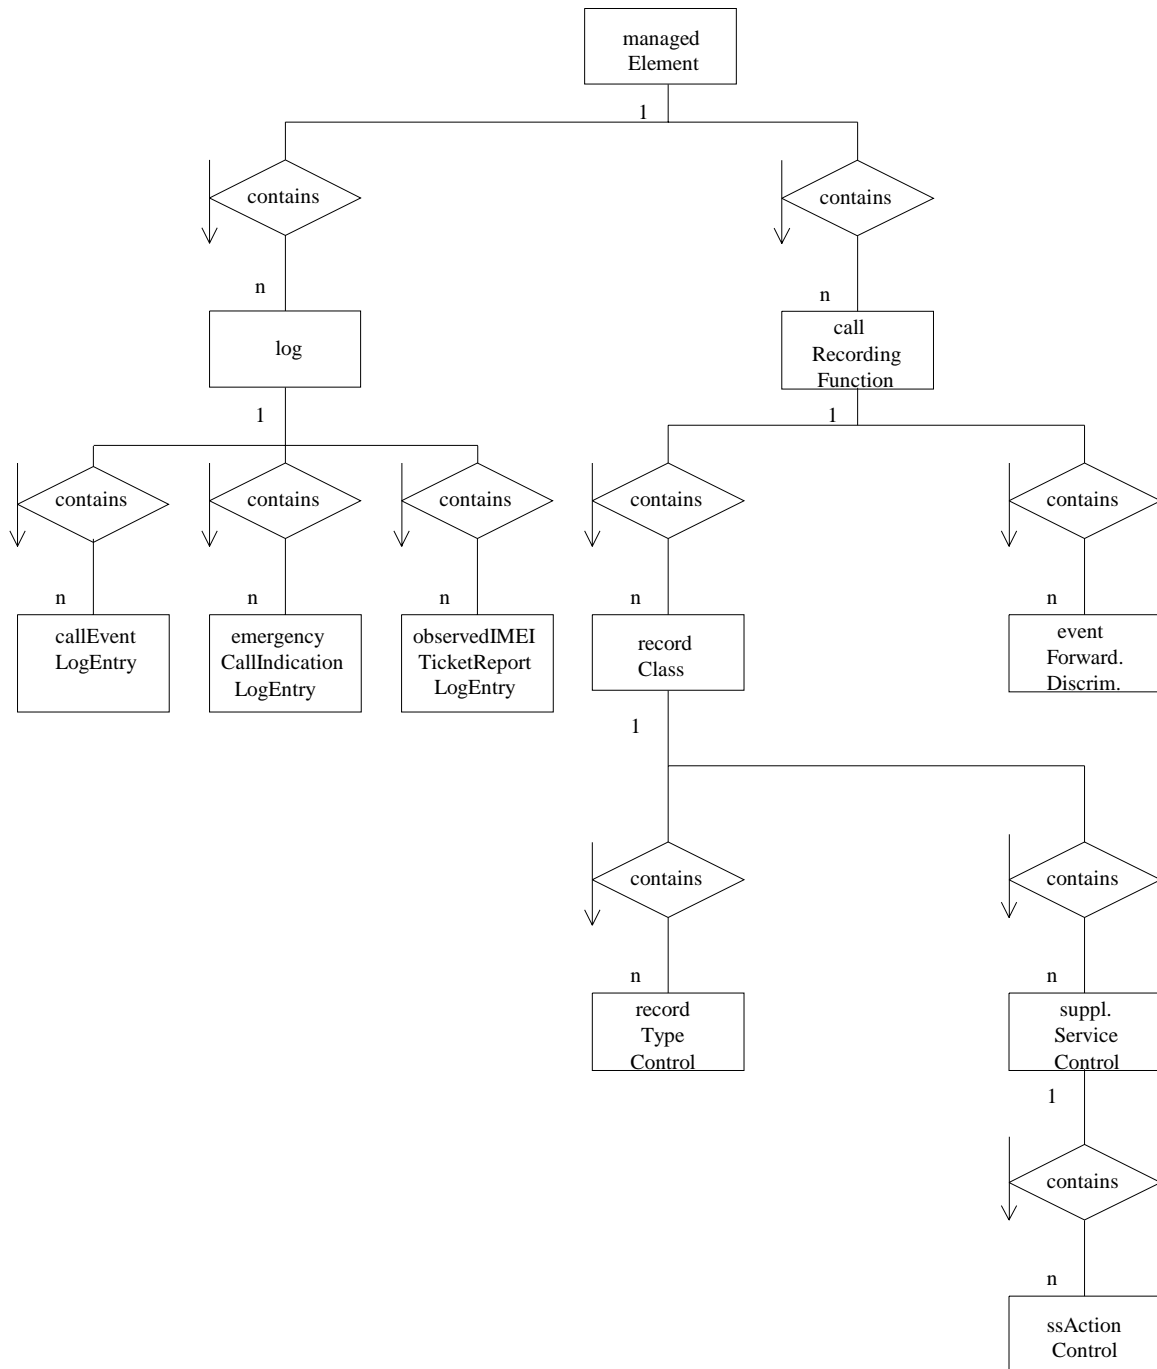 managed
Element
1
contains
contains
n
n
log
call
Recording
Function
1
1
contains
contains
contains
contains
contains
n
n
n
n
n
callEvent
LogEntry
emergency
CallIndication
LogEntry
observedIMEI
TicketReport
LogEntry
record
Class
event
Forward.
Discrim.
1
contains
contains
n
n
record
Type
Control
suppl.
Service
Control
1
contains
n
ssAction
Control